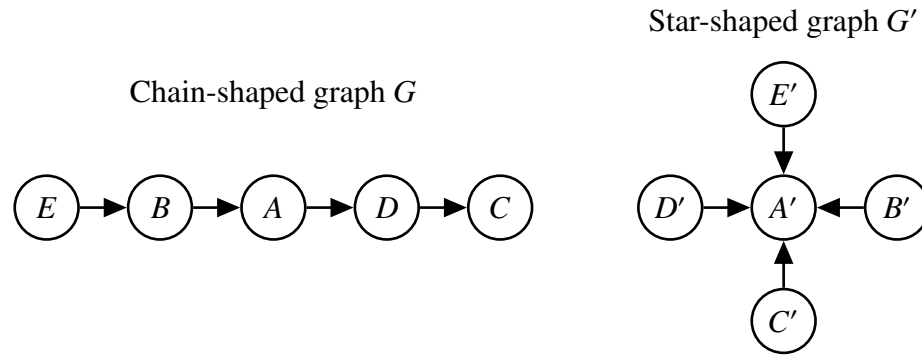 Chain-shaped graph G
E B A D C
Star-shaped graph G′
E′
D′ A′ B′
C′